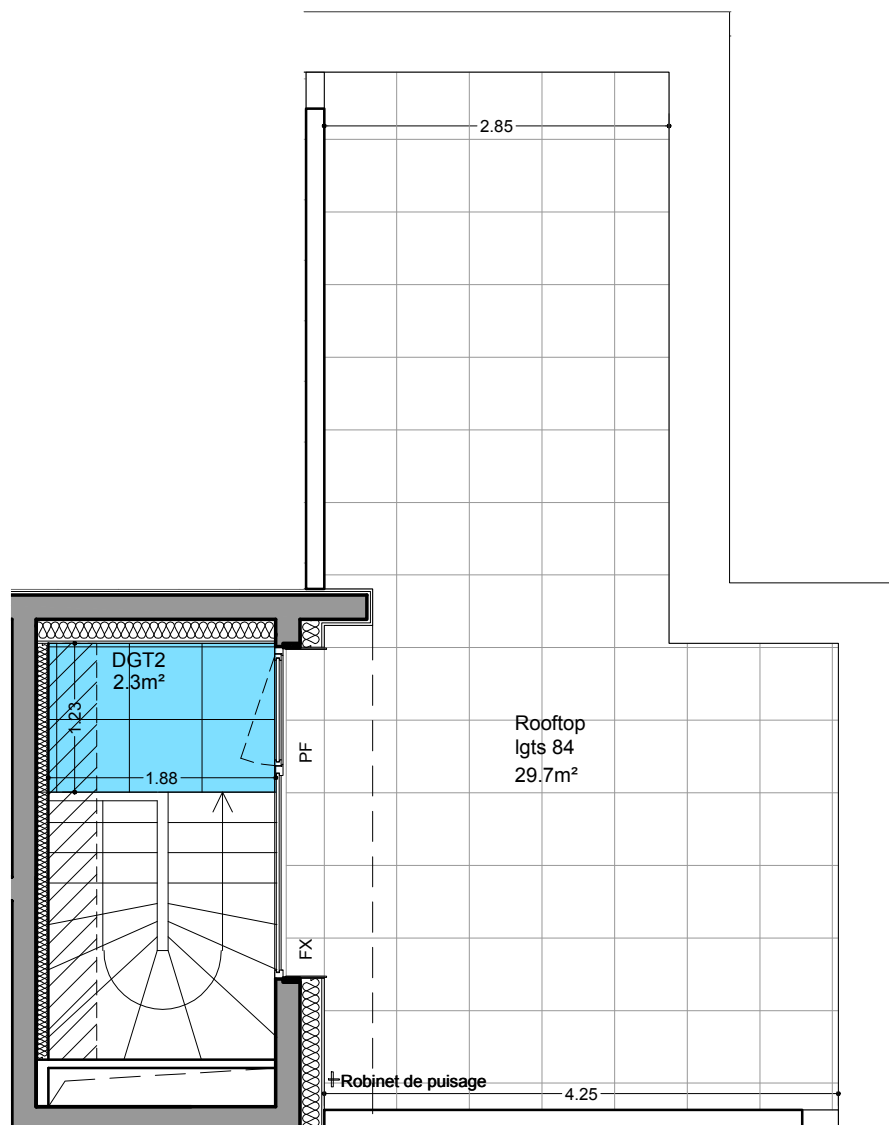 2.85
DGT2
2.3m²
1.23
1.88
PF
Rooftop
lgts 84
29.7m²
FX
Robinet de puisage
4.25